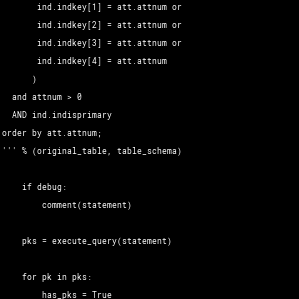 ind.indkey[1] = att.attnum or
ind.indkey[2] = att.attnum or
ind.indkey[3] = att.attnum or
ind.indkey[4] = att.attnum
)
and attnum > 0
AND ind.indisprimary
order by att.attnum;
''' % (original_table, table_schema)
if debug:
comment(statement)
pks = execute_query(statement)
for pk in pks:
has_pks = True